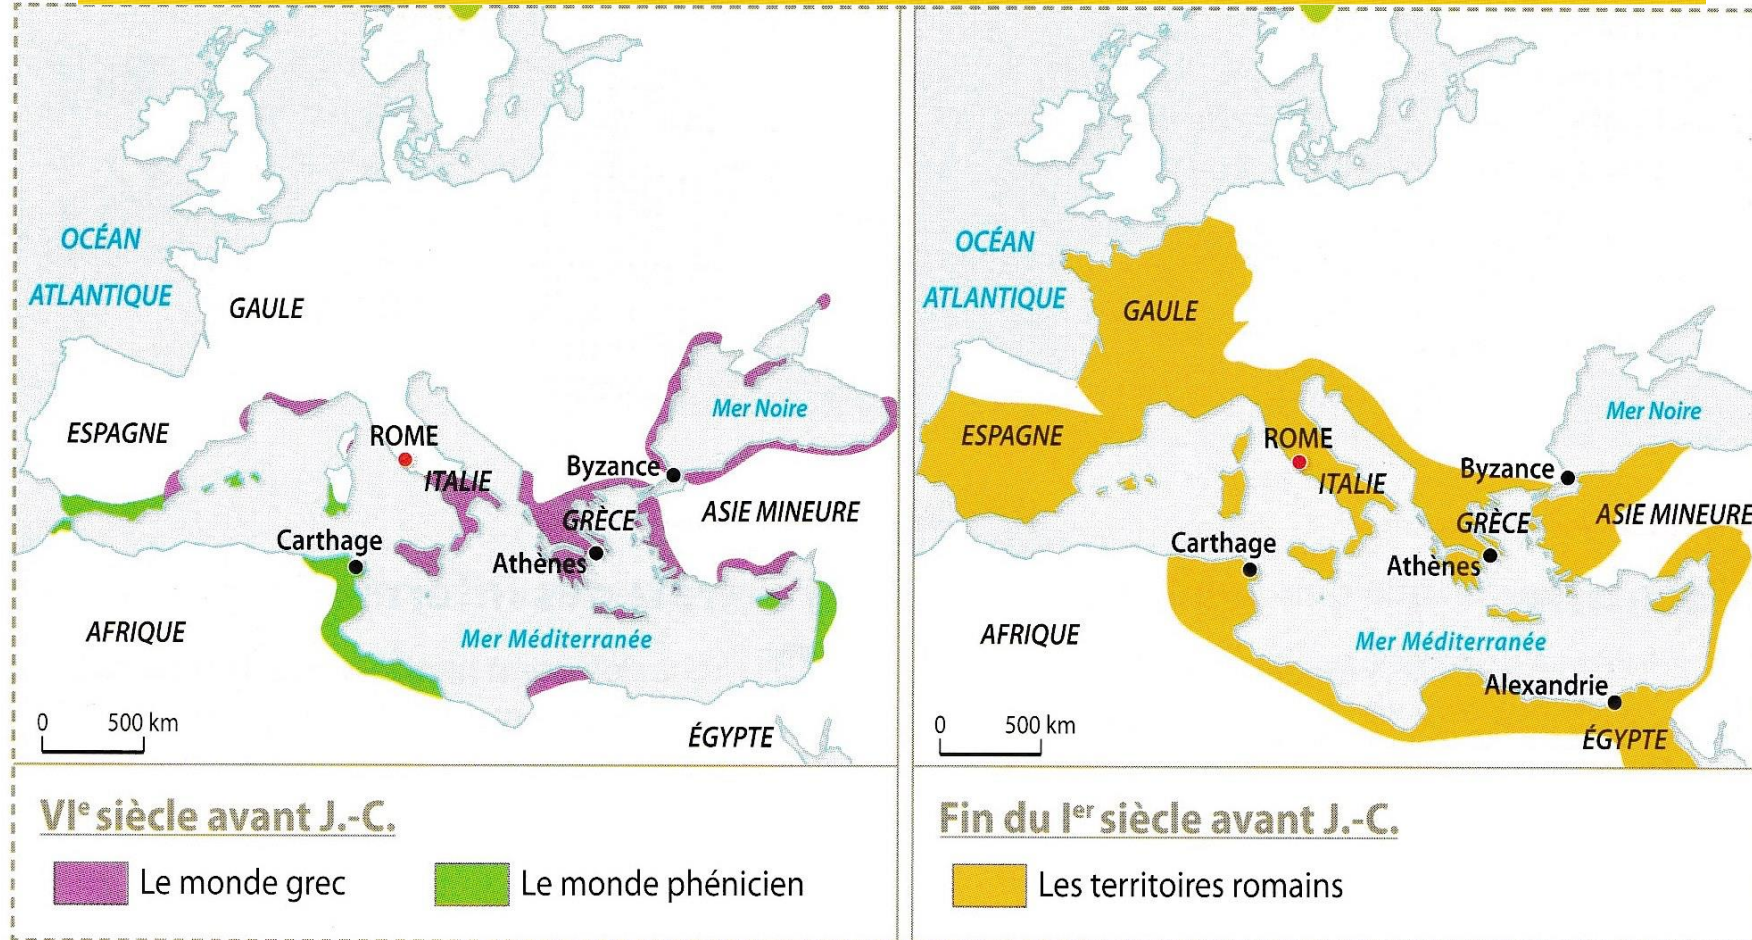 OCÉAN
ATLANTIQUE
GAULE
ESPAGNE
ROME
ITALIE
Mer Noire
Byzance
GRÈCE
ASIE MINEURE
Carthage
Athènes
AFRIQUE
Mer Méditerranée
0 500 km
ÉGYPTE
VIe siècle avant J.-C.
Le monde grec
Le monde phénicien
OCÉAN
ATLANTIQUE
GAULE
ESPAGNE
ROME
ITALIE
Mer Noire
Byzance
GRÈCE
ASIE MINEURE
Carthage
Athènes
AFRIQUE
Mer Méditerranée
Alexandrie
0 500 km
ÉGYPTE
Fin du Ier siècle avant J.-C.
Les territoires romains